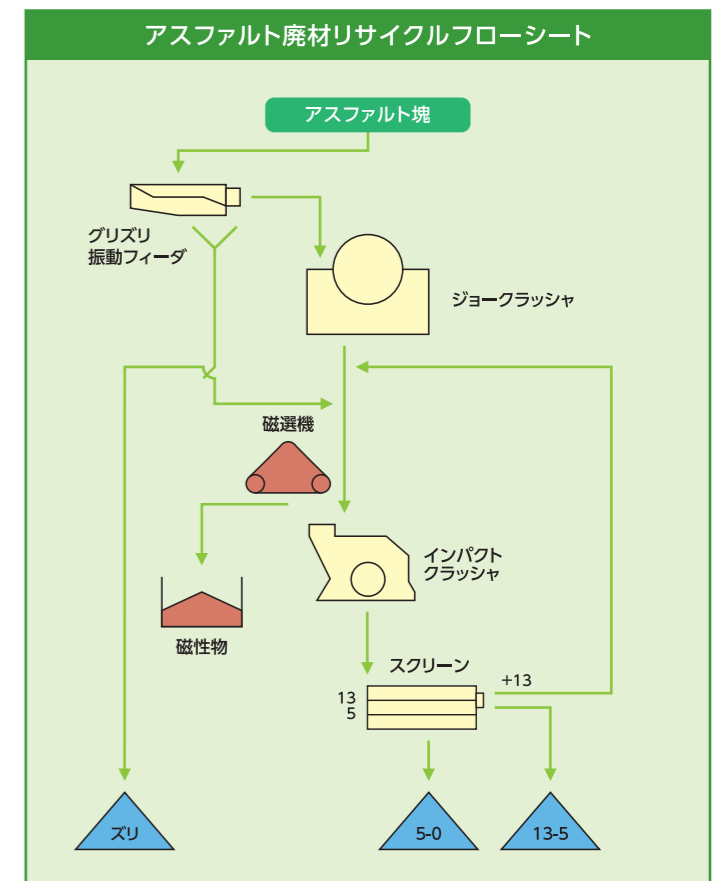 アスファルト廃材リサイクルフローシート
アスファルト塊
グリズリ
振動フィーダ
ジョークラッシャ
磁選機
インパクト
クラッシャ
磁性物
スクリーン
+13
13
5
ズリ
5-0
13-5